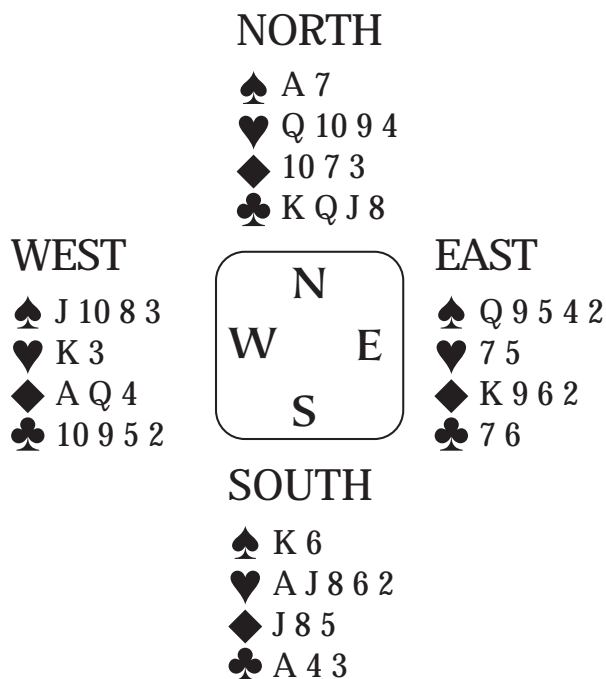 NORTH
♠ A 7
♥ Q 10 9 4
♦ 10 7 3
♣ K Q J 8
WEST
♠ J 10 8 3
♥ K 3
♦ A Q 4
♣ 10 9 5 2
N
W E
S
EAST
♠ Q 9 5 4 2
♥ 7 5
♦ K 9 6 2
♣ 7 6
SOUTH
♠ K 6
♥ A J 8 6 2
♦ J 8 5
♣ A 4 3